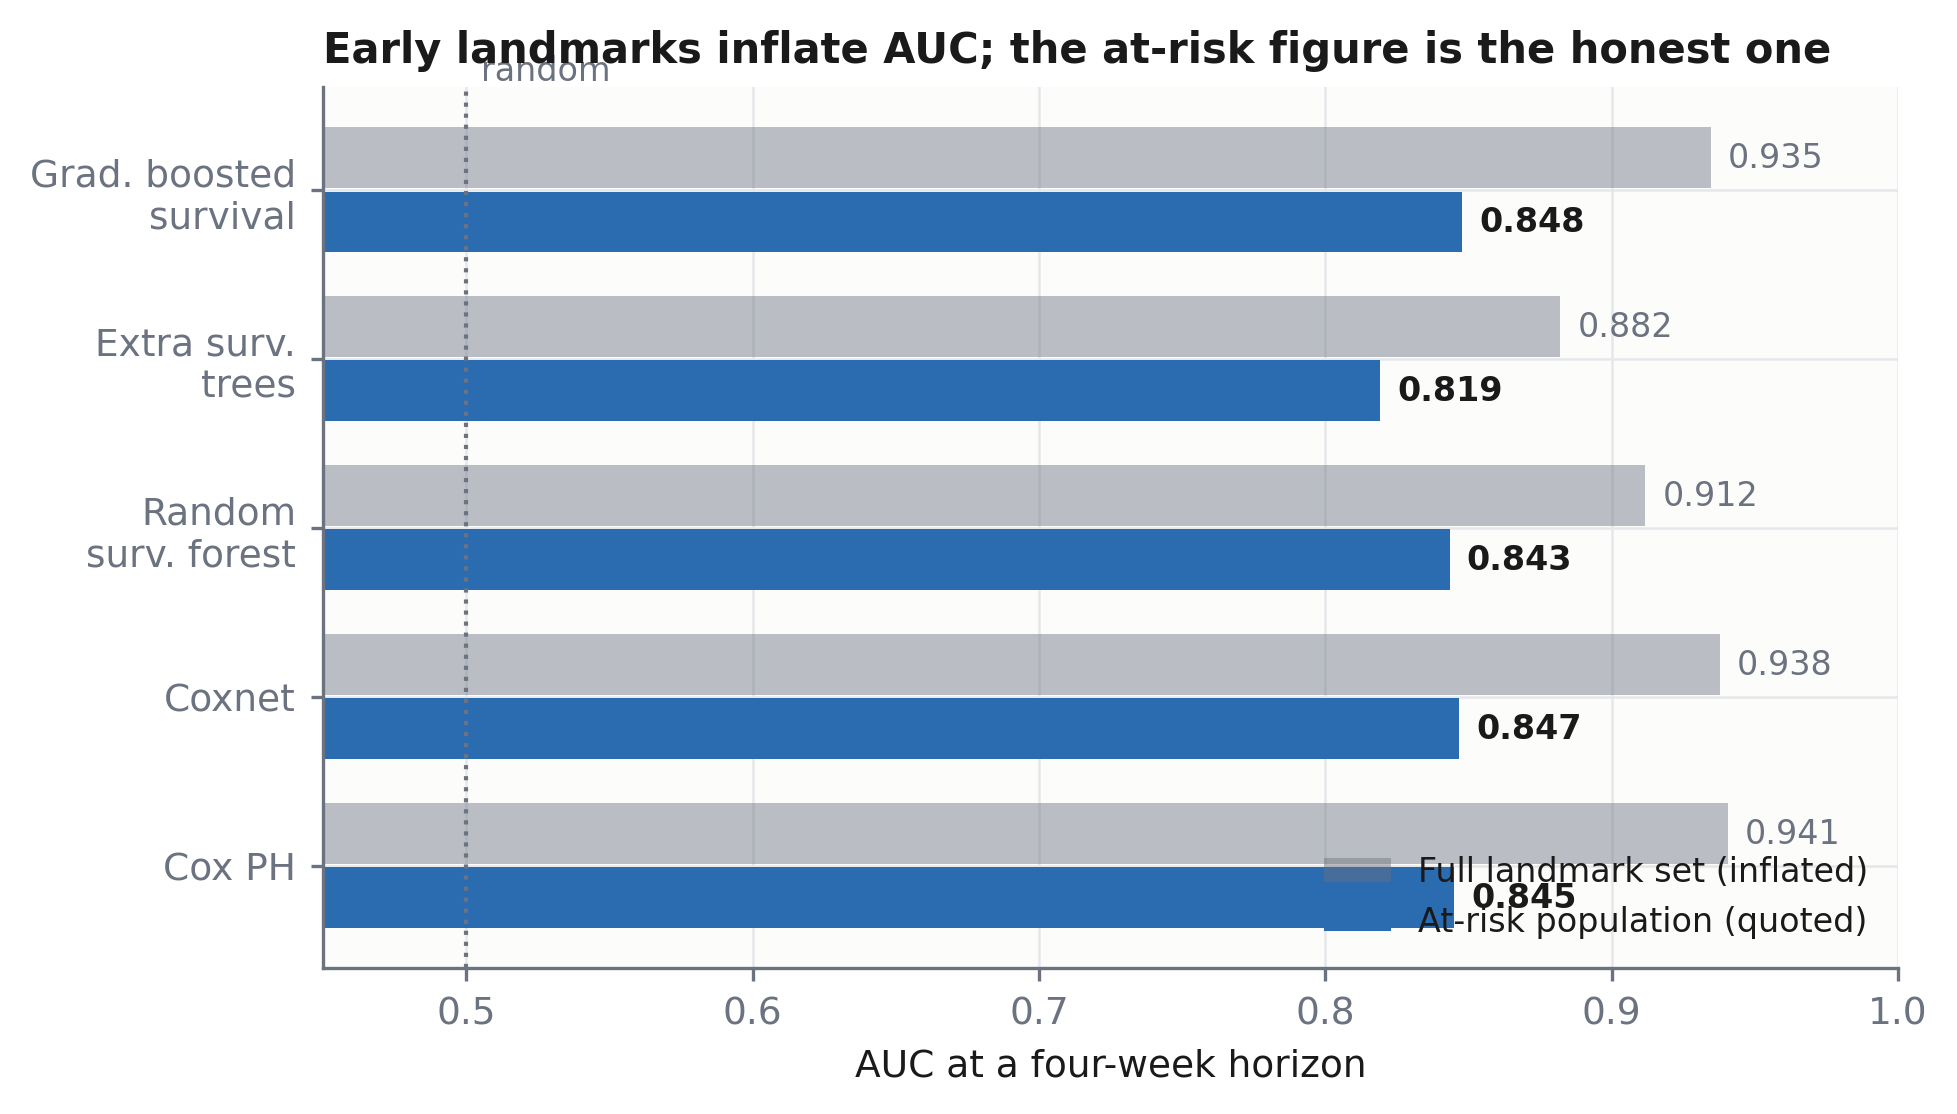 Early landmarks inflate AUC; the at-risk figure is the honest one
random
Grad. boosted
survival
0.935
0.848
Extra surv.
trees
0.882
0.819
Random
surv. forest
0.912
0.843
Coxnet
0.938
0.847
Cox PH
0.941
0.845
Full landmark set (inflated)
At-risk population (quoted)
0.5 0.6 0.7 0.8 0.9 1.0
AUC at a four-week horizon